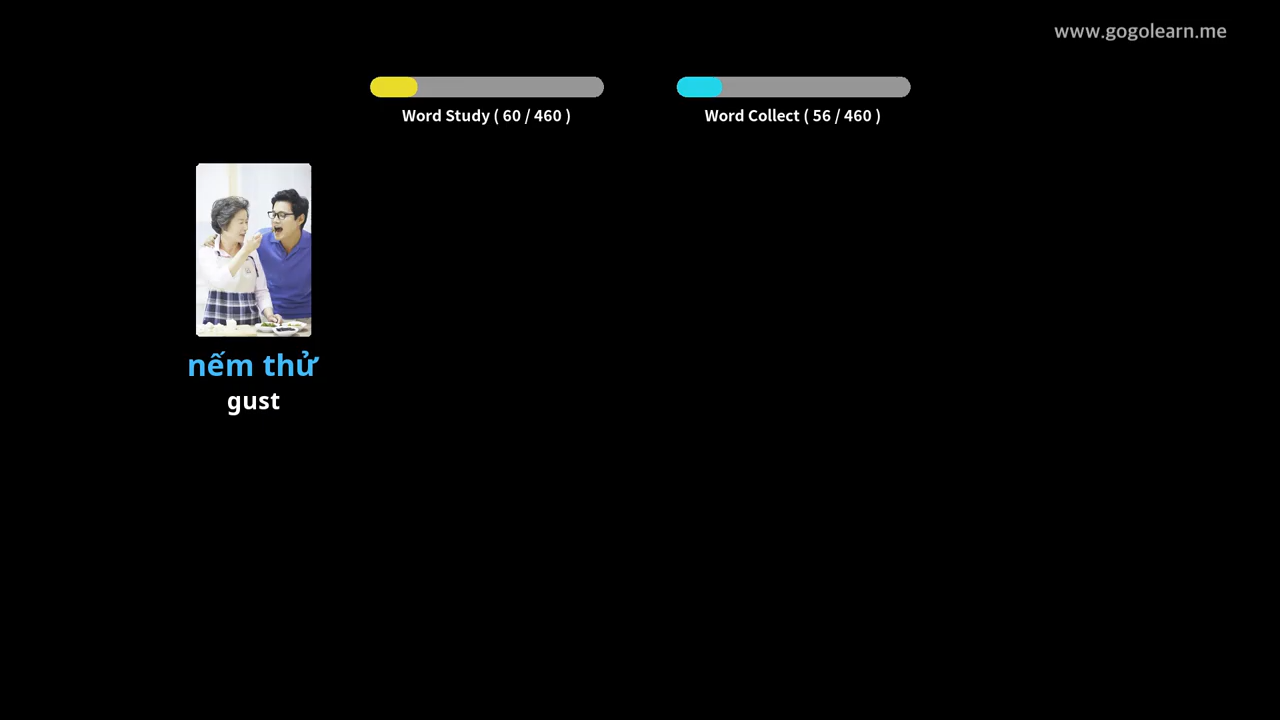 www.gogolearn.me
Word Study ( 60 / 460 )
Word Collect ( 56 / 460 )
nếm thử
gust